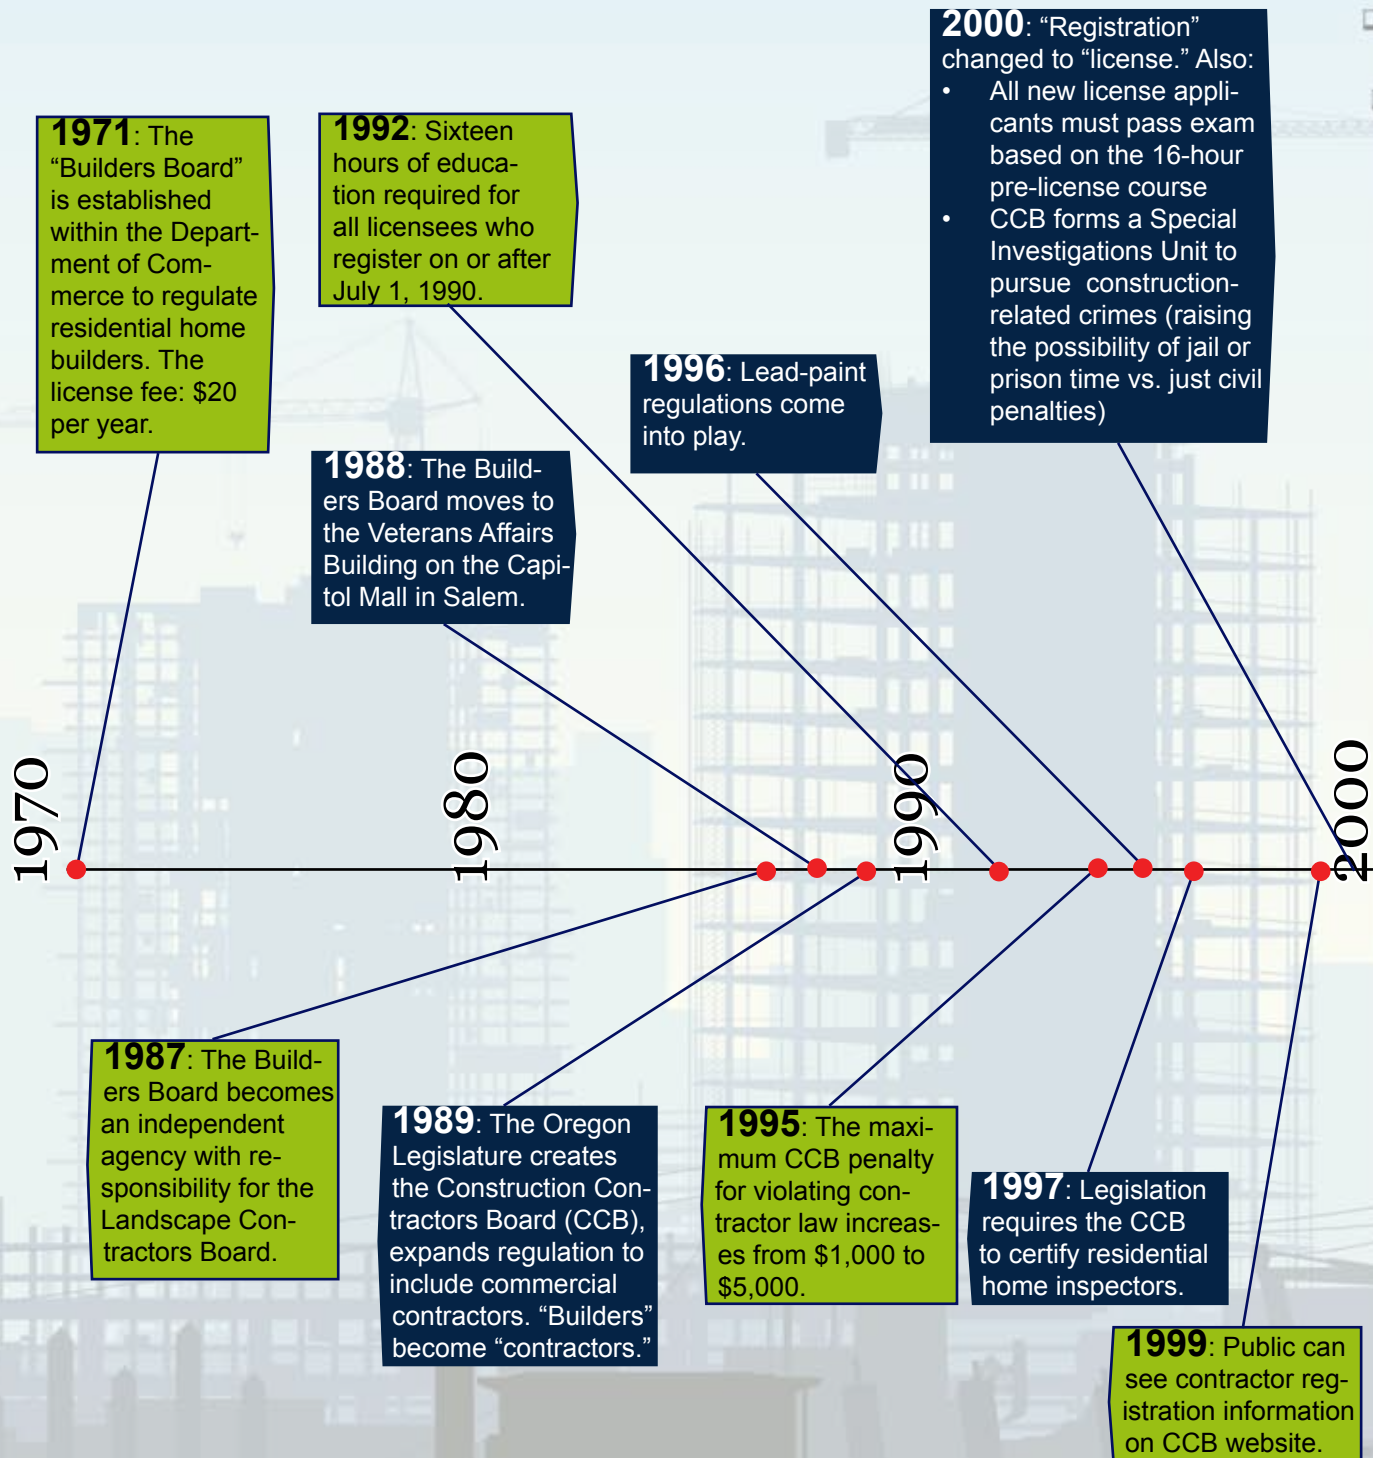 1971: The
“Builders Board”
is established
within the Depart-
ment of Com-
merce to regulate
residential home
builders. The
license fee: $20
per year.
1992: Sixteen
hours of educa-
tion required for
all licensees who
register on or after
July 1, 1990.
2000: “Registration”
changed to “license.” Also:
• All new license appli-
cants must pass exam
based on the 16-hour
pre-license course
• CCB forms a Special
Investigations Unit to
pursue construction-
related crimes (raising
the possibility of jail or
prison time vs. just civil
penalties)
1988: The Build-
ers Board moves to
the Veterans Affairs
Building on the Capi-
tol Mall in Salem.
1996: Lead-paint
regulations come
into play.
1970
1980
1990
2000
1987: The Build-
ers Board becomes
an independent
agency with re-
sponsibility for the
Landscape Con-
tractors Board.
1989: The Oregon
Legislature creates
the Construction Con-
tractors Board (CCB),
expands regulation to
include commercial
contractors. “Builders”
become “contractors.”
1995: The maxi-
mum CCB penalty
for violating con-
tractor law increas-
es from $1,000 to
$5,000.
1997: Legislation
requires the CCB
to certify residential
home inspectors.
1999: Public can
see contractor reg-
istration information
on CCB website.